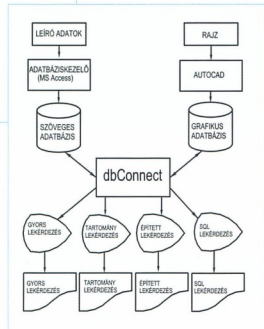 LEÍRÓ ADATOK
RAJZ
ADATBÁZISKEZELŐ
(MS Access)
AUTOCAD
SZÖVEGES
ADATBÁZIS
GRAFIKUS
ADATBÁZIS
dbConnect
GYORS
LEKÉRDEZÉS
TARTOMÁNY
LEKÉRDEZÉS
ÉPÍTETT
LEKÉRDEZÉS
SQL
LEKÉRDEZÉS
GYORS
LEKÉRDEZÉS
TARTOMÁNY
LEKÉRDEZÉS
ÉPÍTETT
LEKÉRDEZÉS
SQL
LEKÉRDEZÉS